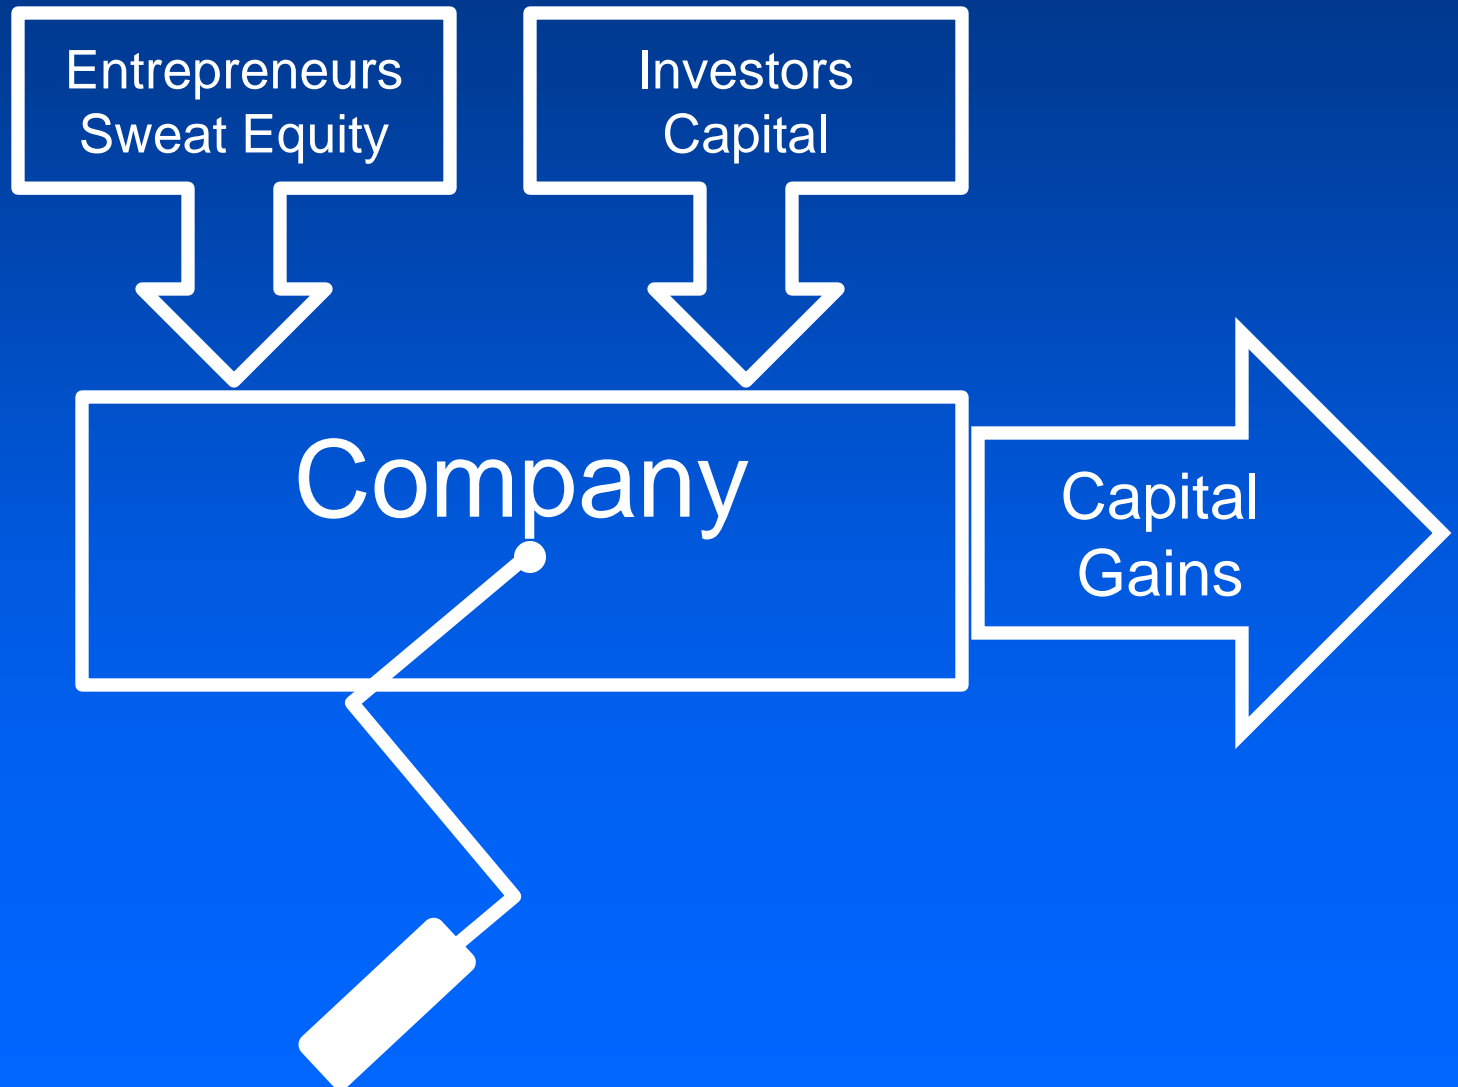 Entrepreneurs
Sweat Equity
Investors
Capital
Company
Capital
Gains